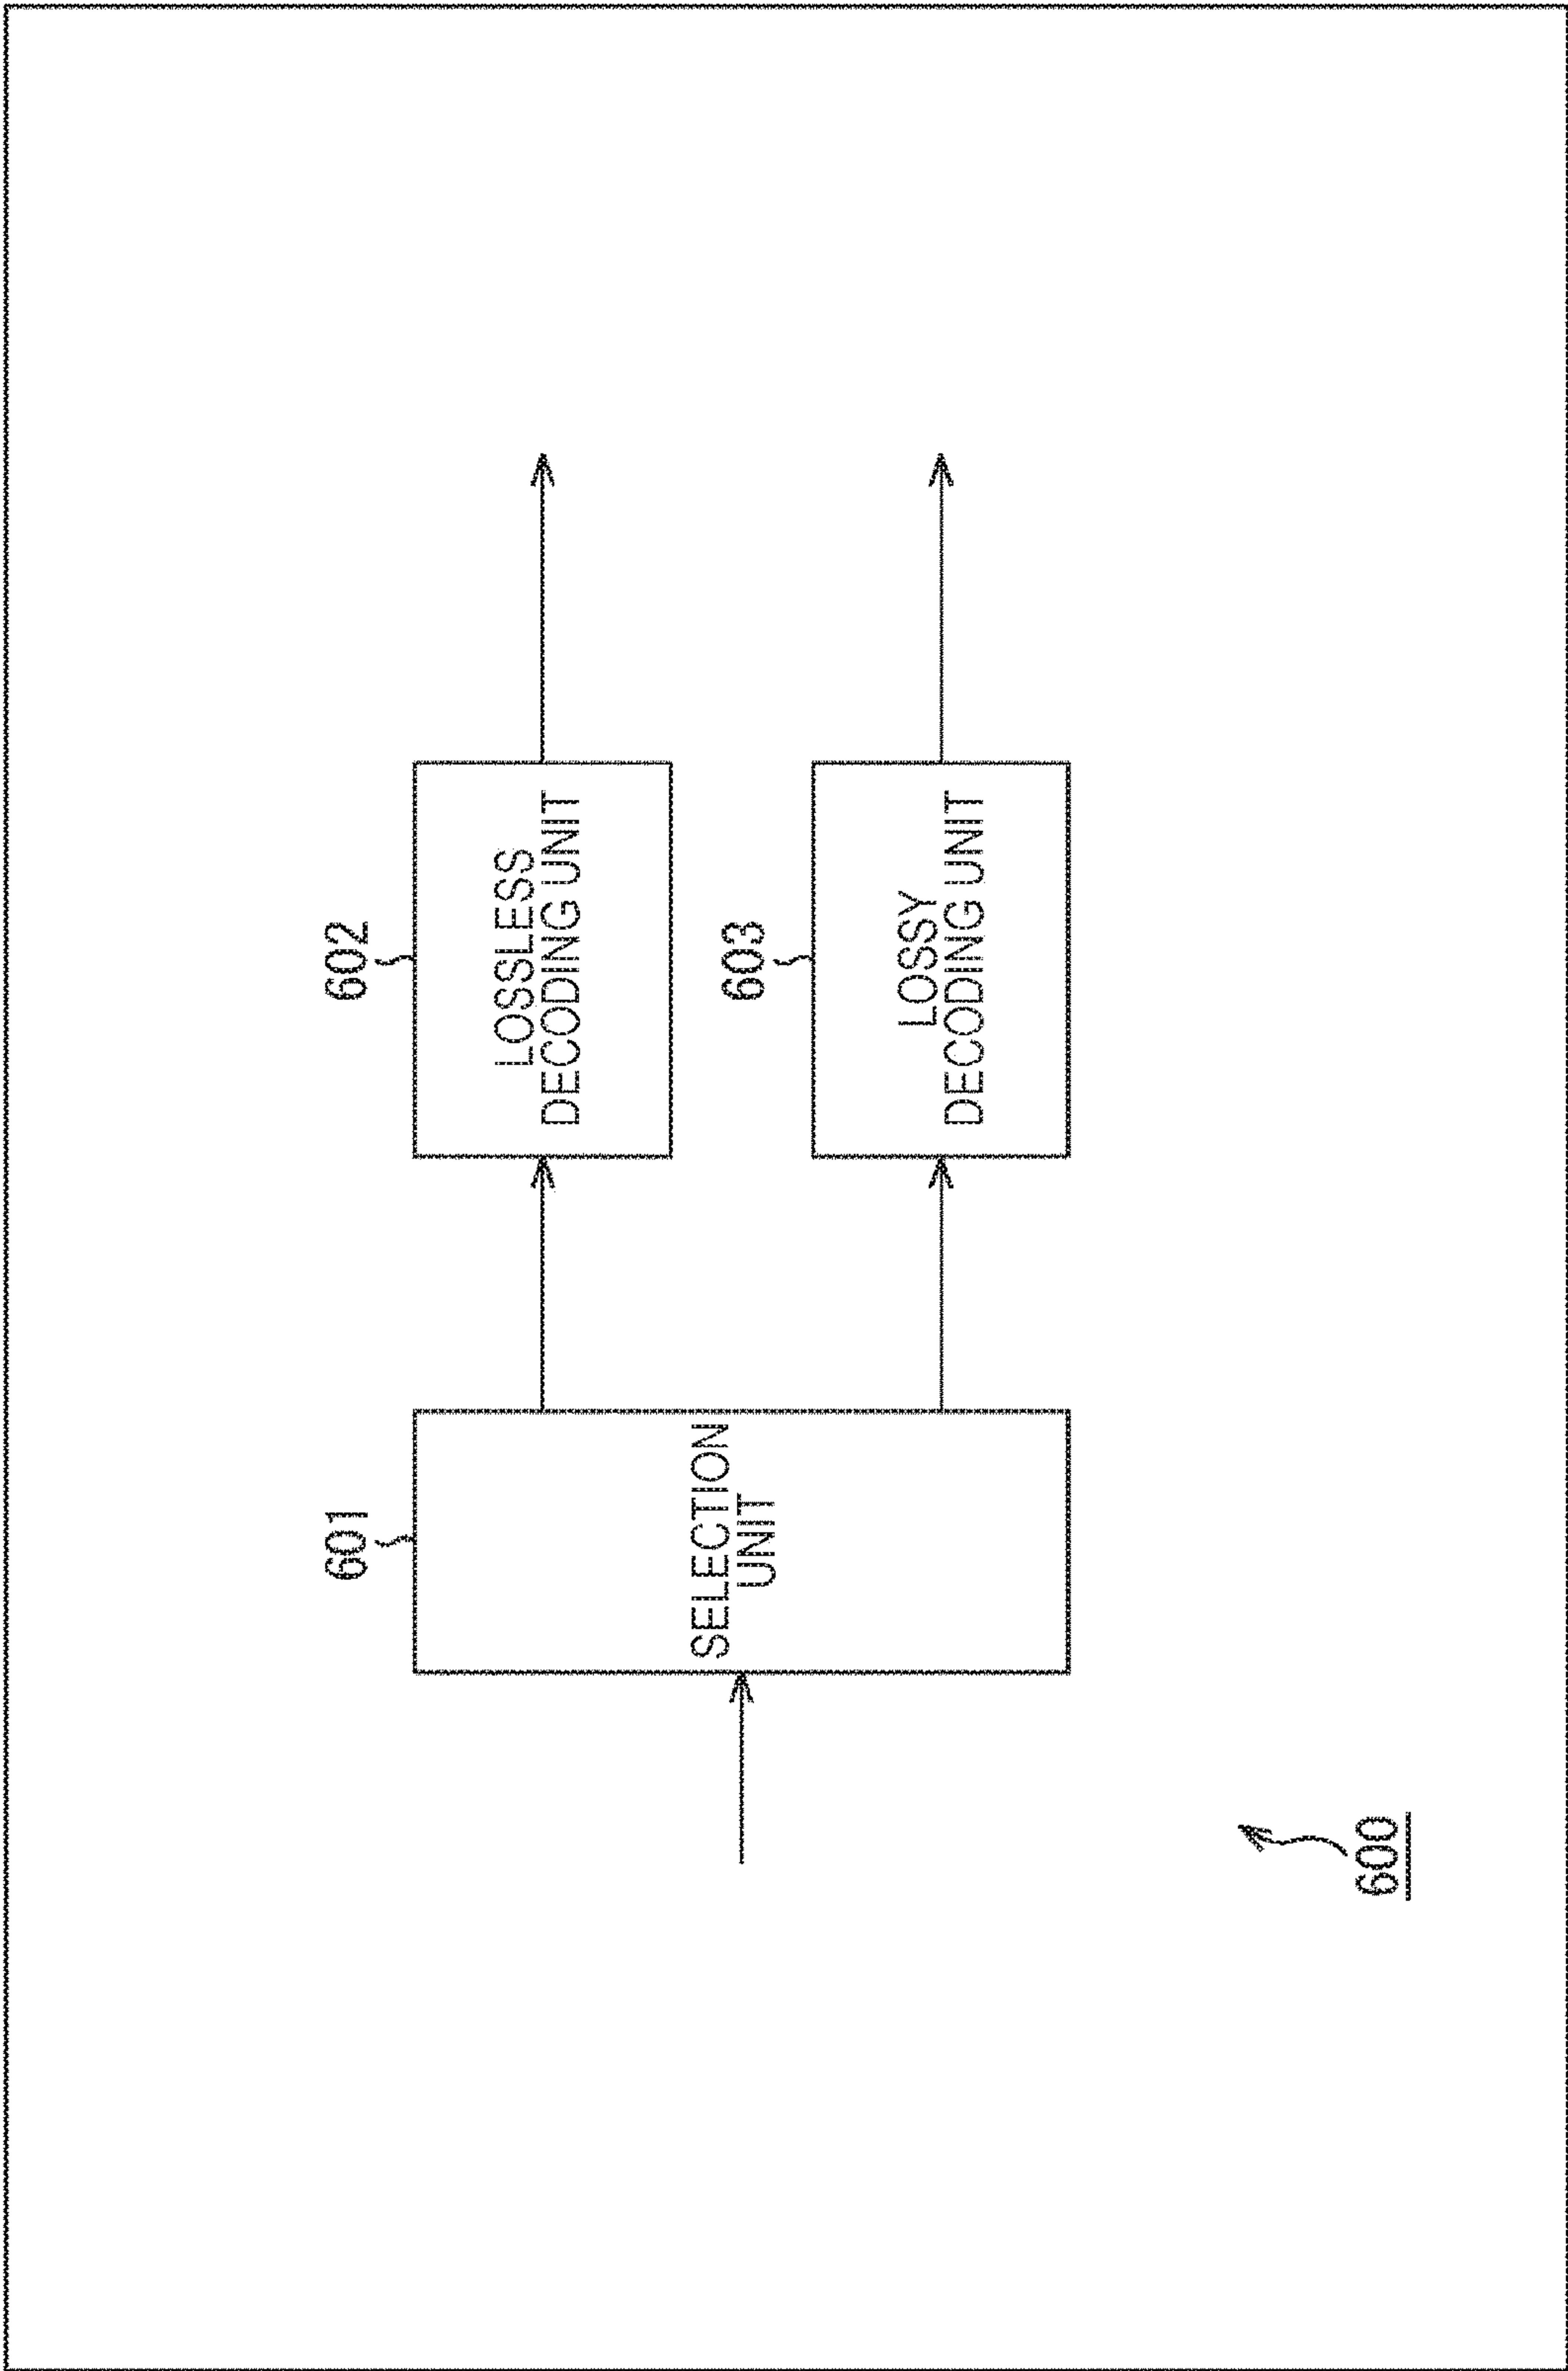 601
SELECTION
UNIT
602
LOSSLESS
DECODING UNIT
603
LOSSY
DECODING UNIT
600